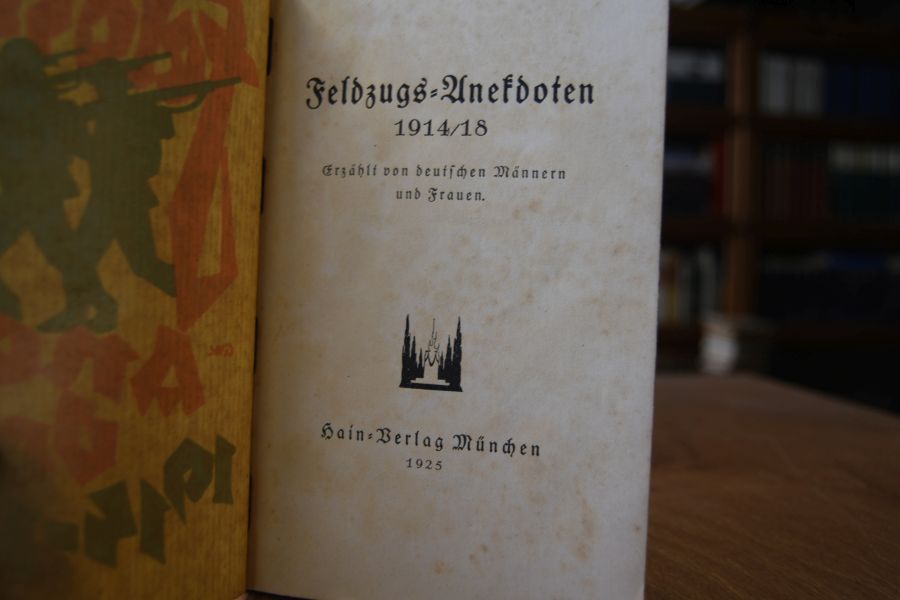 Feldzugs-Anekdoten
1914/18
Erzählt von deutschen Männern
und Frauen.
Hain-Verlag München
1925